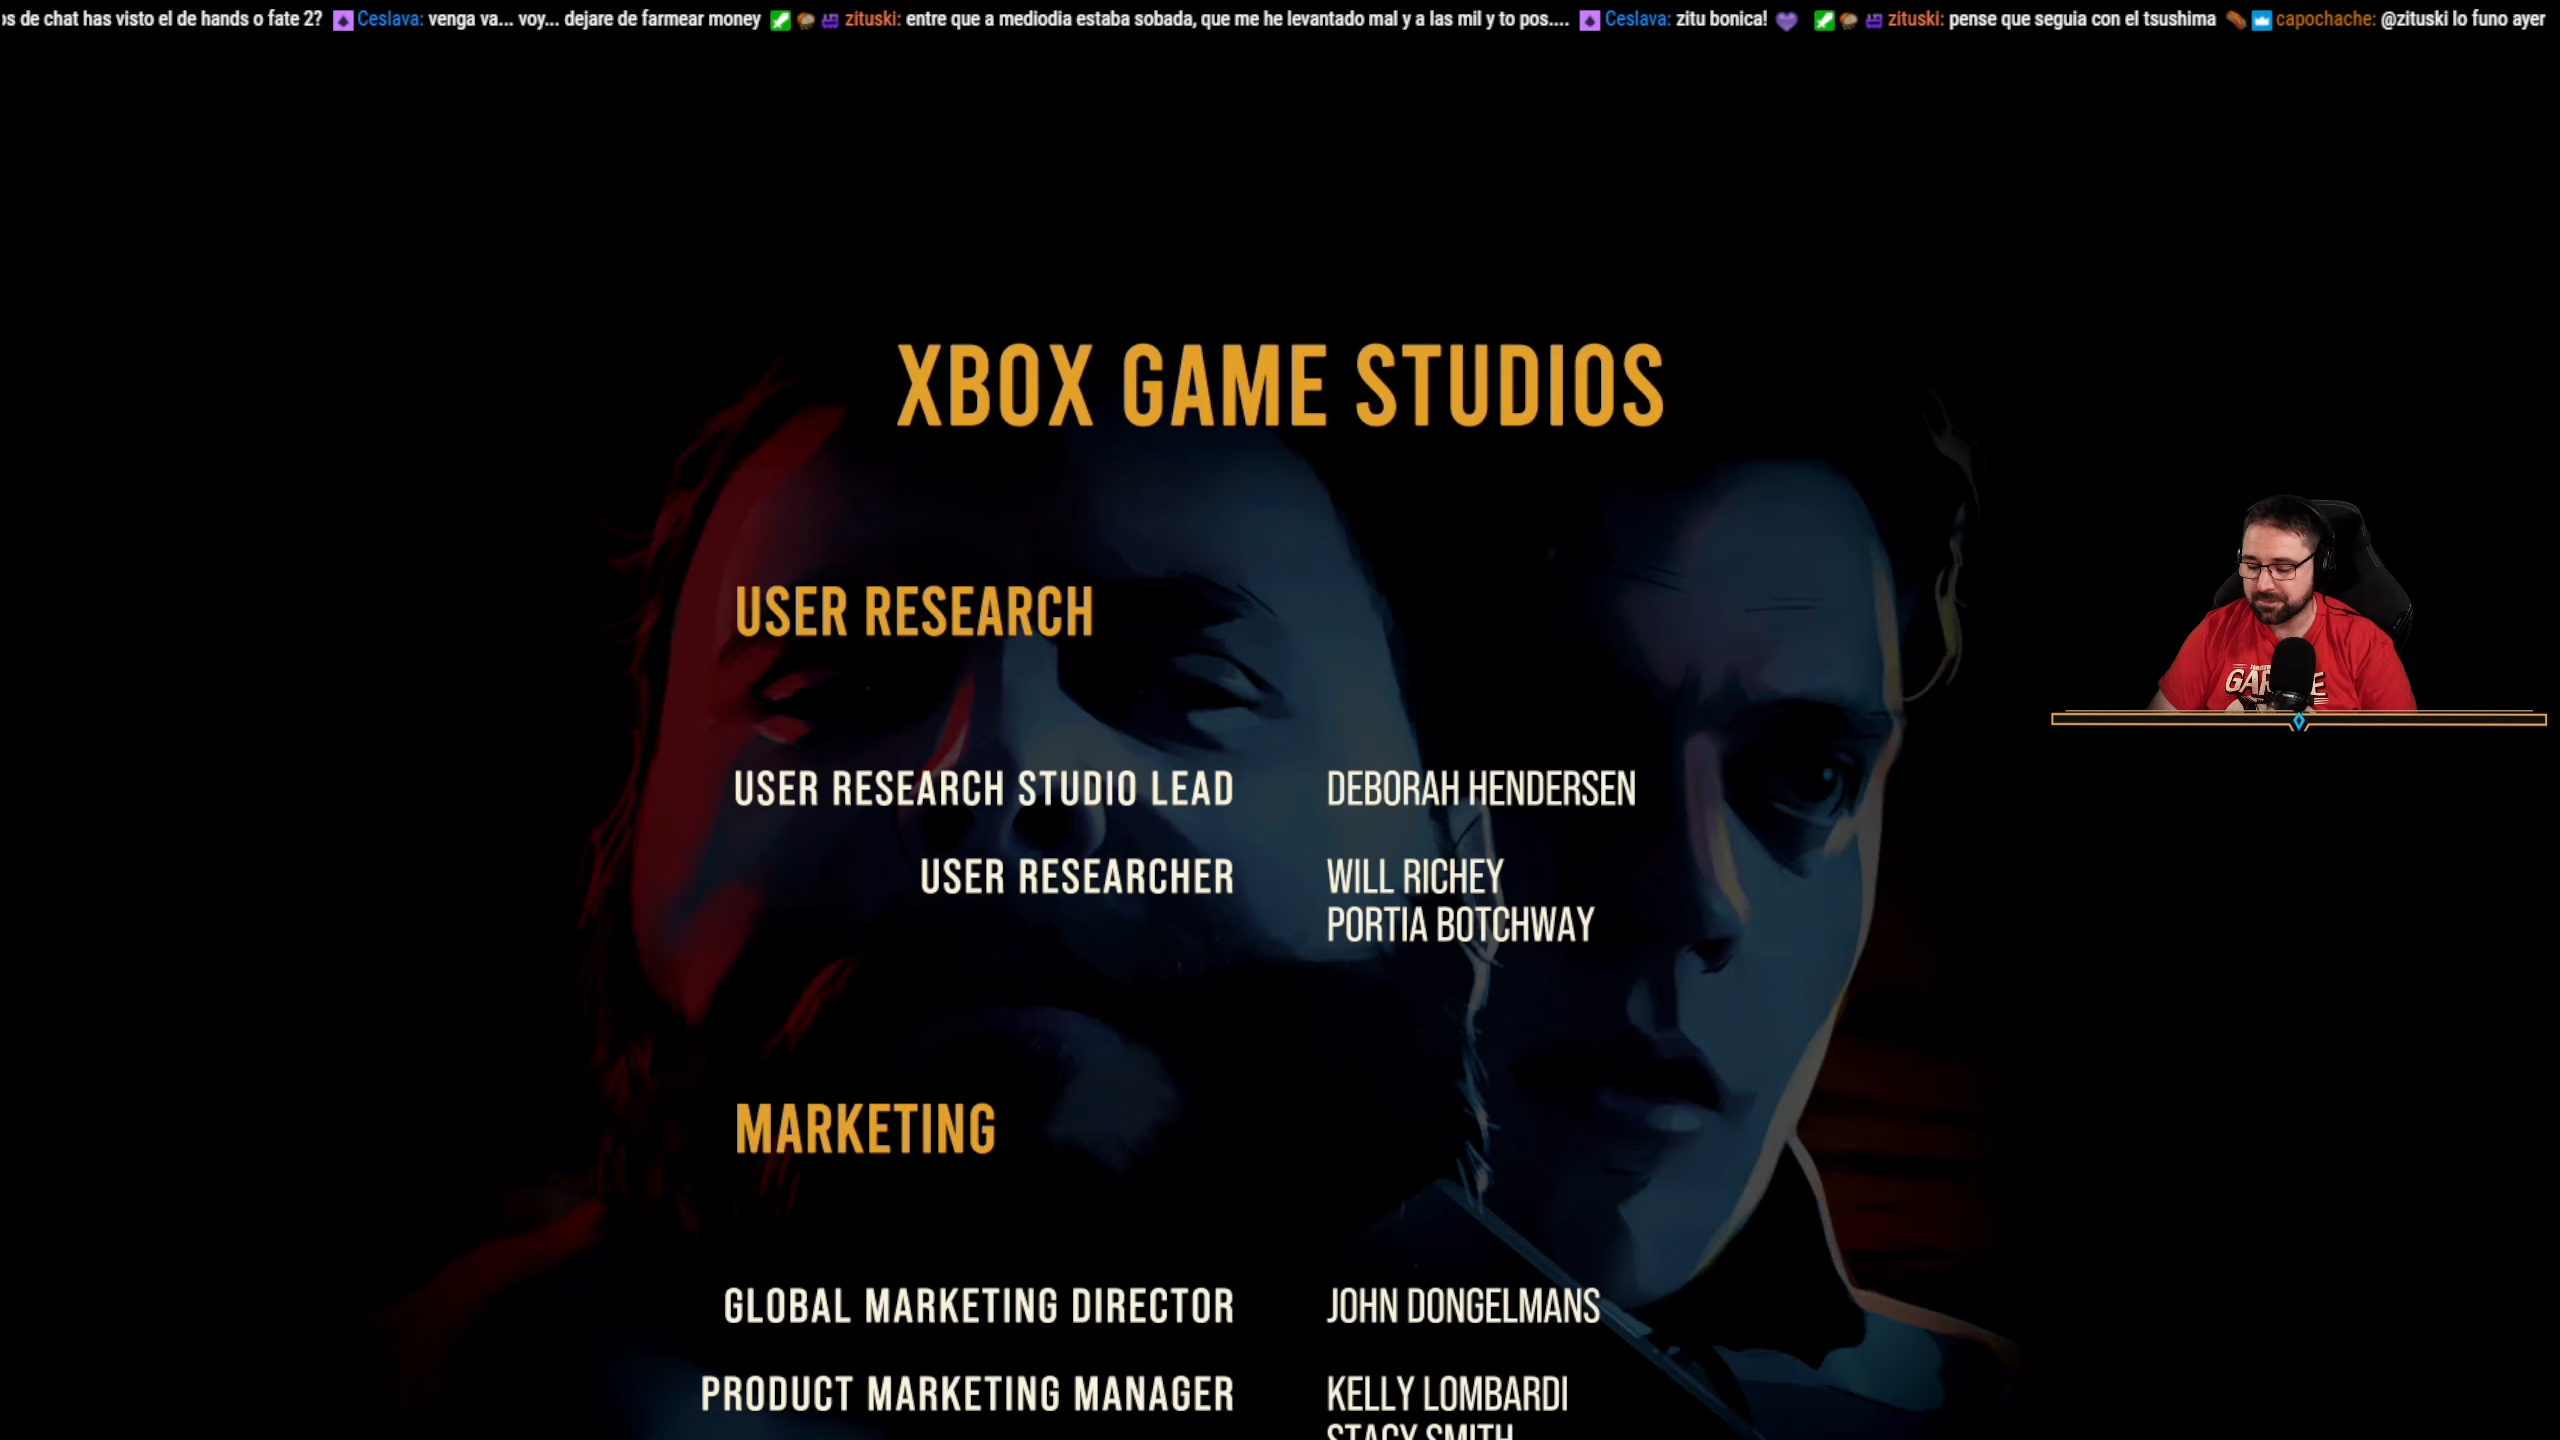 os de chat has visto el de hands o fate 2? Ceslava: venga va... voy... dejare de farmear money zituski: entre que a mediodia estaba sobada, que me he levantado mal y a las mil y to pos.... Ceslava: zitu bonica! zituski: pense que seguia con el tsushima capochache: @zituski lo funo ayer
XBOX GAME STUDIOS
USER RESEARCH
USER RESEARCH STUDIO LEAD DEBORAH HENDERSEN
USER RESEARCHER WILL RICHEY
PORTIA BOTCHWAY
MARKETING
GLOBAL MARKETING DIRECTOR JOHN DONGELMANS
PRODUCT MARKETING MANAGER KELLY LOMBARDI
STACY SMITH